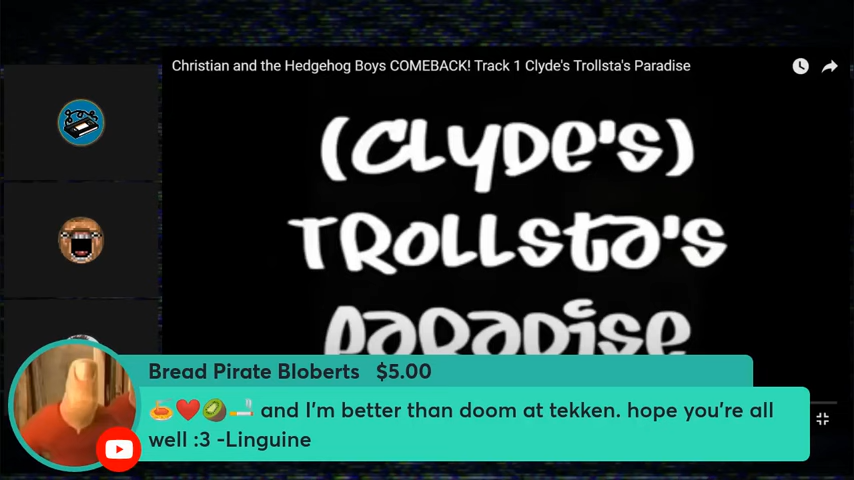 Christian and the Hedgehog Boys COMEBACK! Track 1 Clyde's Trollsta's Paradise
(Clyde's)
Trollsta's
Paradise
Bread Pirate Bloberts $5.00
🍝❤️🥝🚬 and I'm better than doom at tekken. hope you're all
well :3 -Linguine